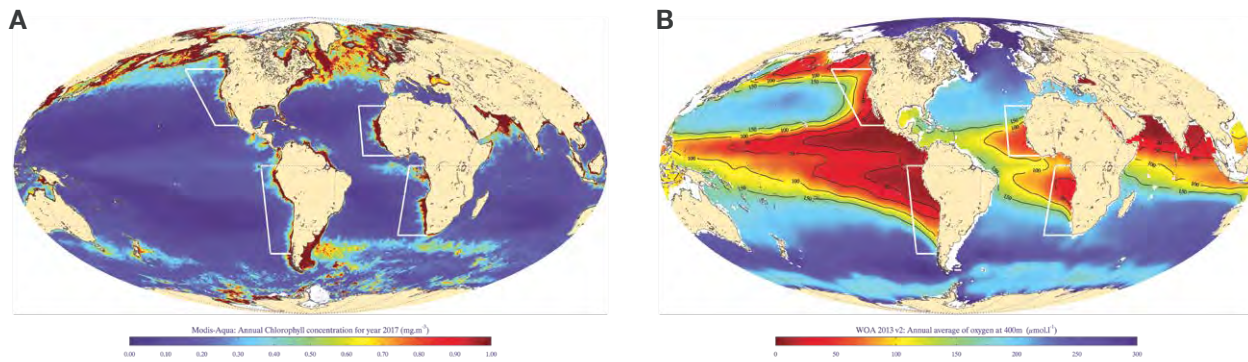 A
B
Modis-Aqua: Annual Chlorophyll concentration for year 2017 (mg.m⁻³)
0.00 0.10 0.20 0.30 0.40 0.50 0.60 0.70 0.80 0.90 1.00
WOA 2013 v2: Annual average of oxygen at 400m (μmol.l⁻¹)
0 50 100 150 200 250 300